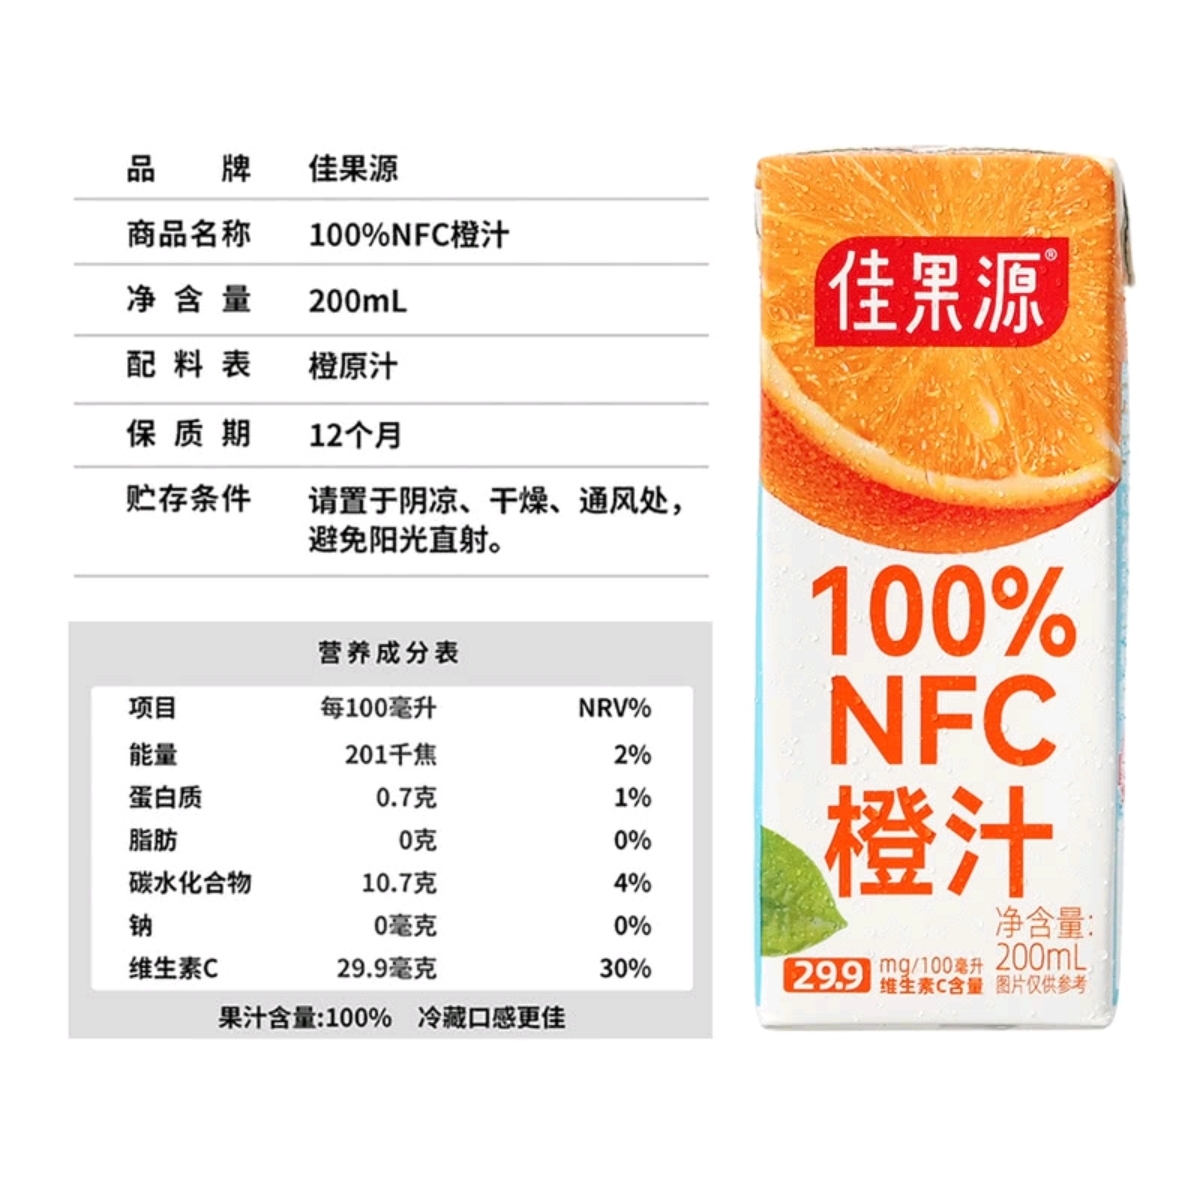 品牌 佳果源
商品名称 100%NFC橙汁
净含量 200mL
配料表 橙原汁
保质期 12个月
贮存条件 请置于阴凉、干燥、通风处，
避免阳光直射。
营养成分表
项目 每100毫升 NRV%
能量 201千焦 2%
蛋白质 0.7克 1%
脂肪 0克 0%
碳水化合物 10.7克 4%
钠 0毫克 0%
维生素C 29.9毫克 30%
果汁含量:100% 冷藏口感更佳
佳果源®
100%
NFC
橙汁
净含量:
200mL
图片仅供参考
29.9 mg/100毫升
维生素C含量